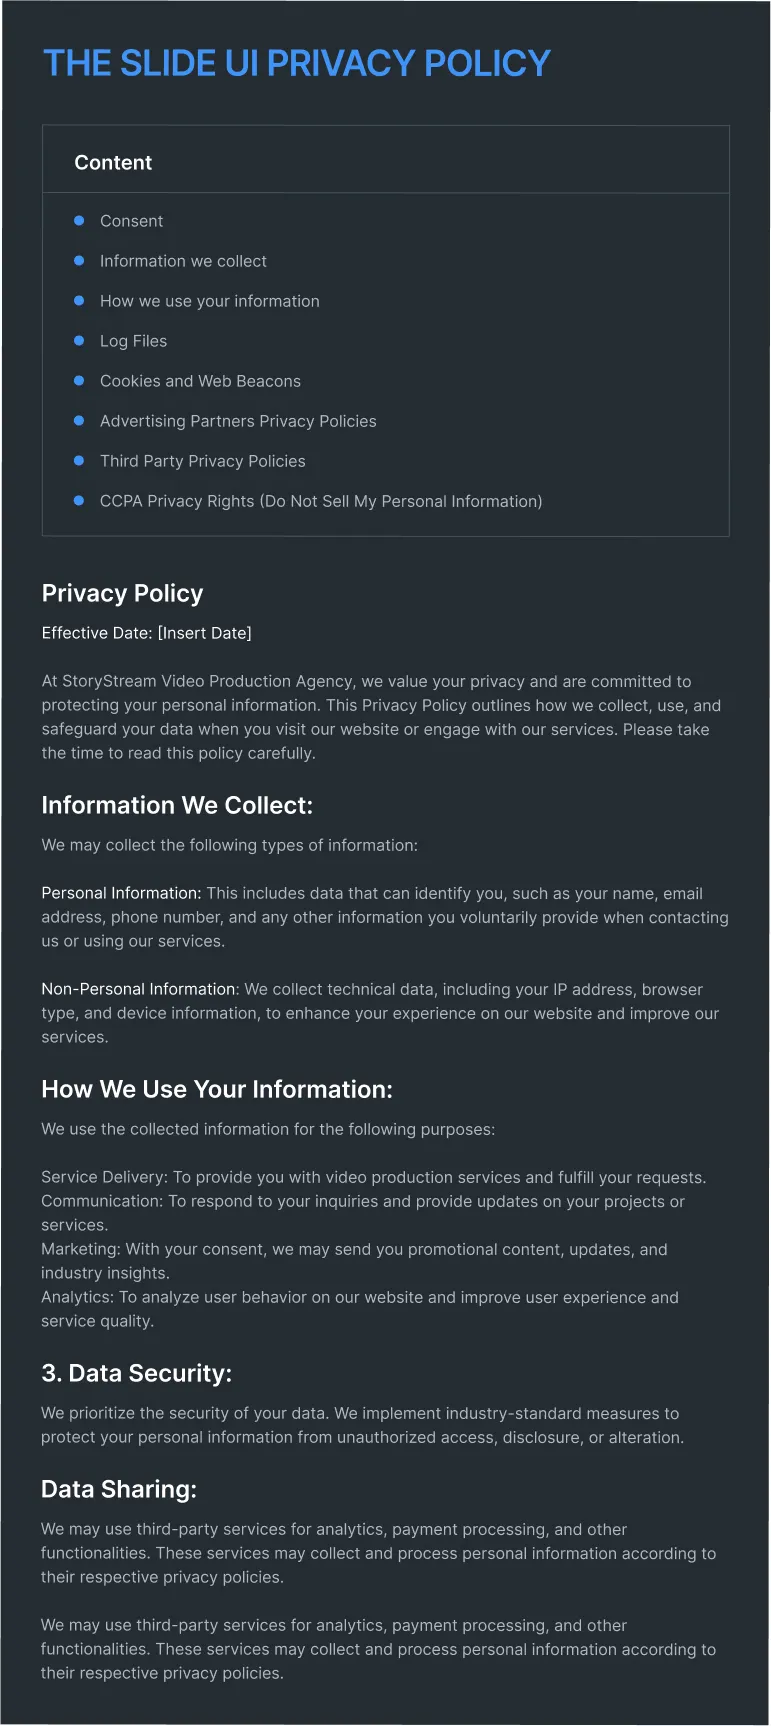 THE SLIDE UI PRIVACY POLICY
Content
Consent
Information we collect
How we use your information
Log Files
Cookies and Web Beacons
Advertising Partners Privacy Policies
Third Party Privacy Policies
CCPA Privacy Rights (Do Not Sell My Personal Information)
Privacy Policy
Effective Date: [Insert Date]
At StoryStream Video Production Agency, we value your privacy and are committed to
protecting your personal information. This Privacy Policy outlines how we collect, use, and
safeguard your data when you visit our website or engage with our services. Please take
the time to read this policy carefully.
Information We Collect:
We may collect the following types of information:
Personal Information: This includes data that can identify you, such as your name, email
address, phone number, and any other information you voluntarily provide when contacting
us or using our services.
Non-Personal Information: We collect technical data, including your IP address, browser
type, and device information, to enhance your experience on our website and improve our
services.
How We Use Your Information:
We use the collected information for the following purposes:
Service Delivery: To provide you with video production services and fulfill your requests.
Communication: To respond to your inquiries and provide updates on your projects or
services.
Marketing: With your consent, we may send you promotional content, updates, and
industry insights.
Analytics: To analyze user behavior on our website and improve user experience and
service quality.
3. Data Security:
We prioritize the security of your data. We implement industry-standard measures to
protect your personal information from unauthorized access, disclosure, or alteration.
Data Sharing:
We may use third-party services for analytics, payment processing, and other
functionalities. These services may collect and process personal information according to
their respective privacy policies.
We may use third-party services for analytics, payment processing, and other
functionalities. These services may collect and process personal information according to
their respective privacy policies.